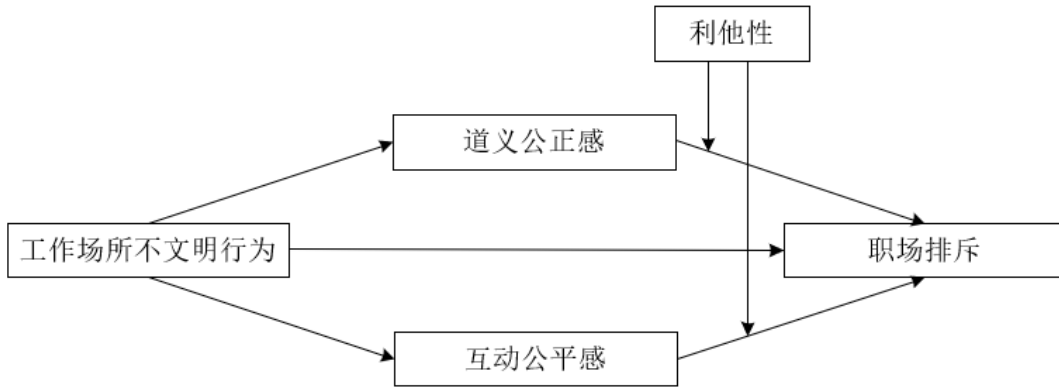 利他性
道义公正感
工作场所不文明行为
职场排斥
互动公平感